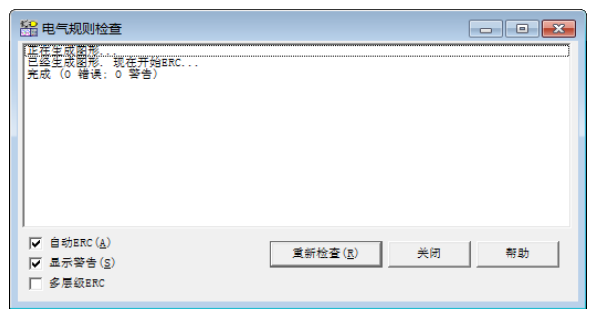 电气规则检查
正在生成图形...
已经生成图形. 现在开始ERC...
完成 (0 错误; 0 警告)
自动ERC(A)
显示警告(S)
多层级ERC
重新检查(R)
关闭
帮助